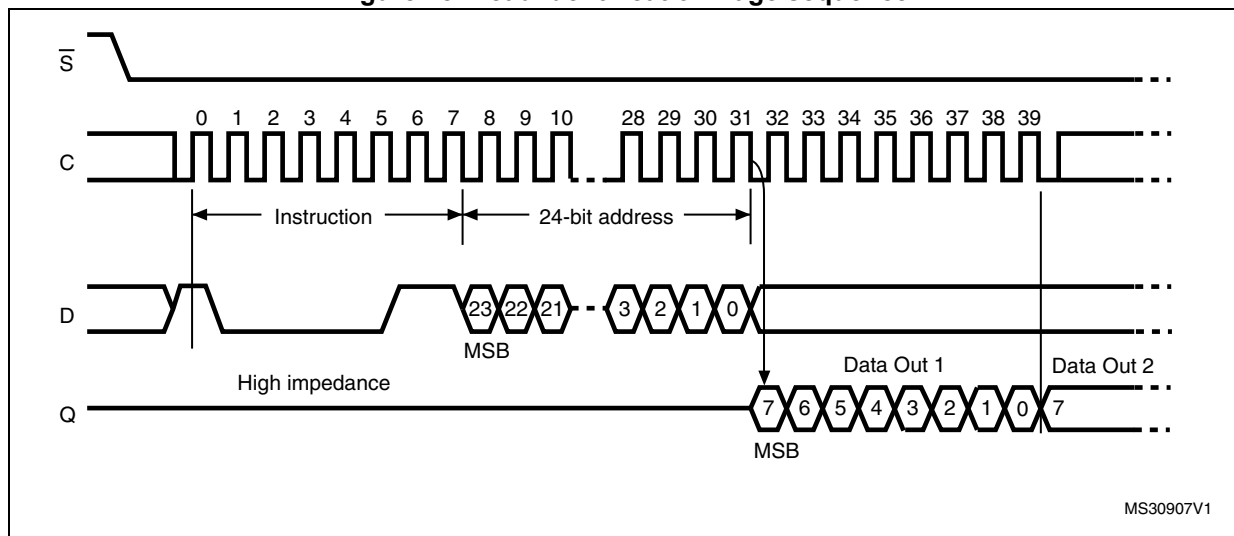 S
0 1 2 3 4 5 6 7 8 9 10 28 29 30 31 32 33 34 35 36 37 38 39
C
Instruction 24-bit address
D 23 22 21 3 2 1 0
MSB
High impedance Data Out 1 Data Out 2
Q 7 6 5 4 3 2 1 0 7
MSB
MS30907V1